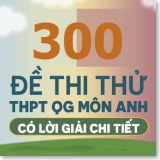 300
ĐỀ THI THỬ
THPT QG MÔN ANH
CÓ LỜI GIẢI CHI TIẾT